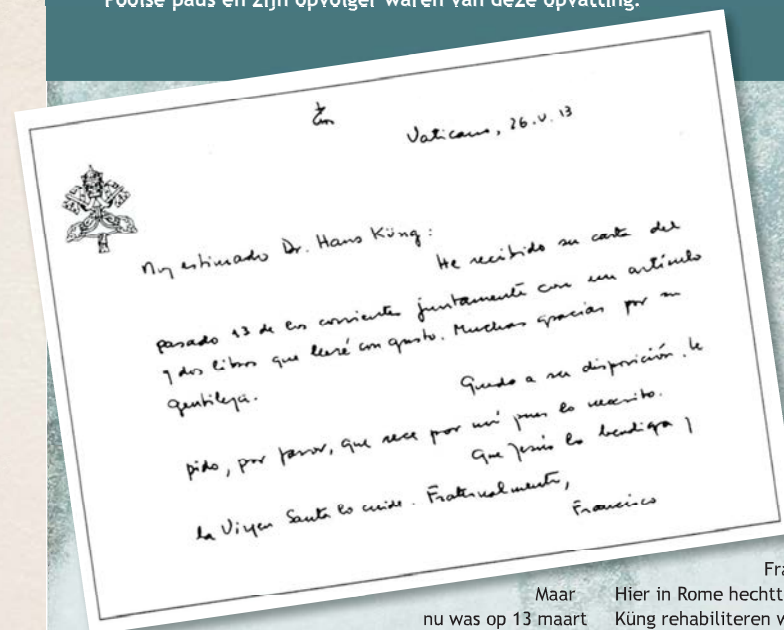 Poolse paus en zijn opvolger waren van deze opvatting.
Vaticano, 26.V.13
Muy estimado Dr. Hans Küng:
He recibido su carta del
pasado 13 de los corrientes juntamente con un artículo
y dos libros que leeré con gusto. Muchas gracias por su
gentileza.
Quedo a su disposición. Le
pido, por favor, que rece por mí pues lo necesito.
Que Jesús lo bendiga y
la Virgen Santa lo cuide. Fraternalmente,
Francisco
Fra
Maar
nu was op 13 maart
Hier in Rome hechtt
Küng rehabiliteren v